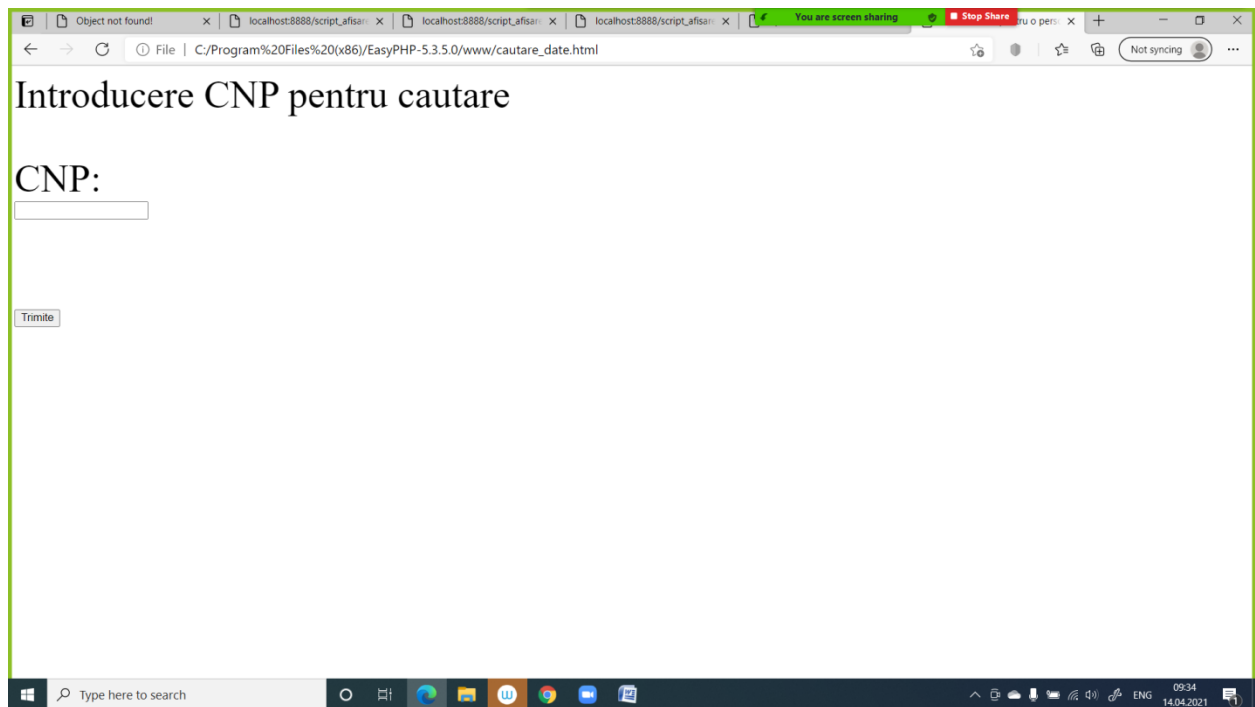 Object not found!
localhost:8888/script_afisar
localhost:8888/script_afisar
localhost:8888/script_afisar
You are screen sharing
Stop Share
tru o pers
File
C:/Program%20Files%20(x86)/EasyPHP-5.3.5.0/www/cautare_date.html
Not syncing
Introducere CNP pentru cautare
CNP:
Trimite
Type here to search
ENG
09:34
14.04.2021
1